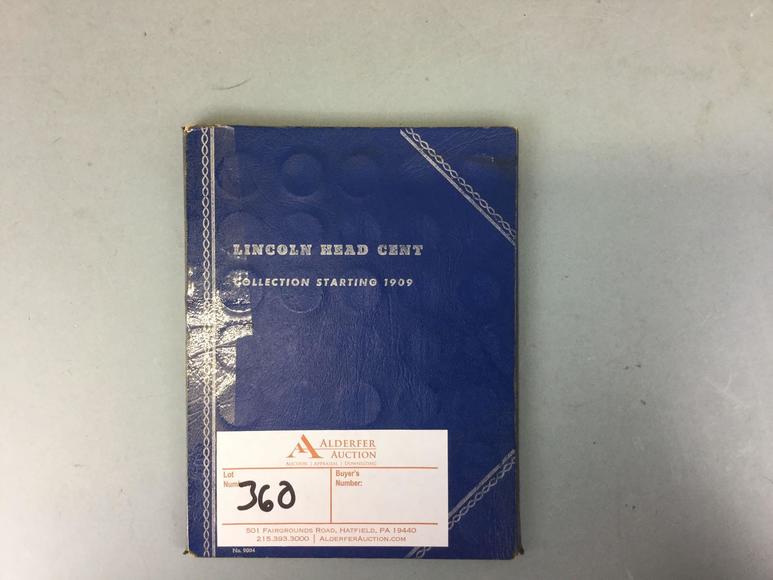 LINCOLN HEAD CENT
COLLECTION STARTING 1909
ALDERFER
AUCTION
AUCTION | APPRAISAL | DOWNSIZING
Lot
Num
360
Buyer's
Number:
501 FAIRGROUNDS ROAD, HATFIELD, PA 19440
215.393.3000 | ALDERFERAUCTION.COM
No. 9004